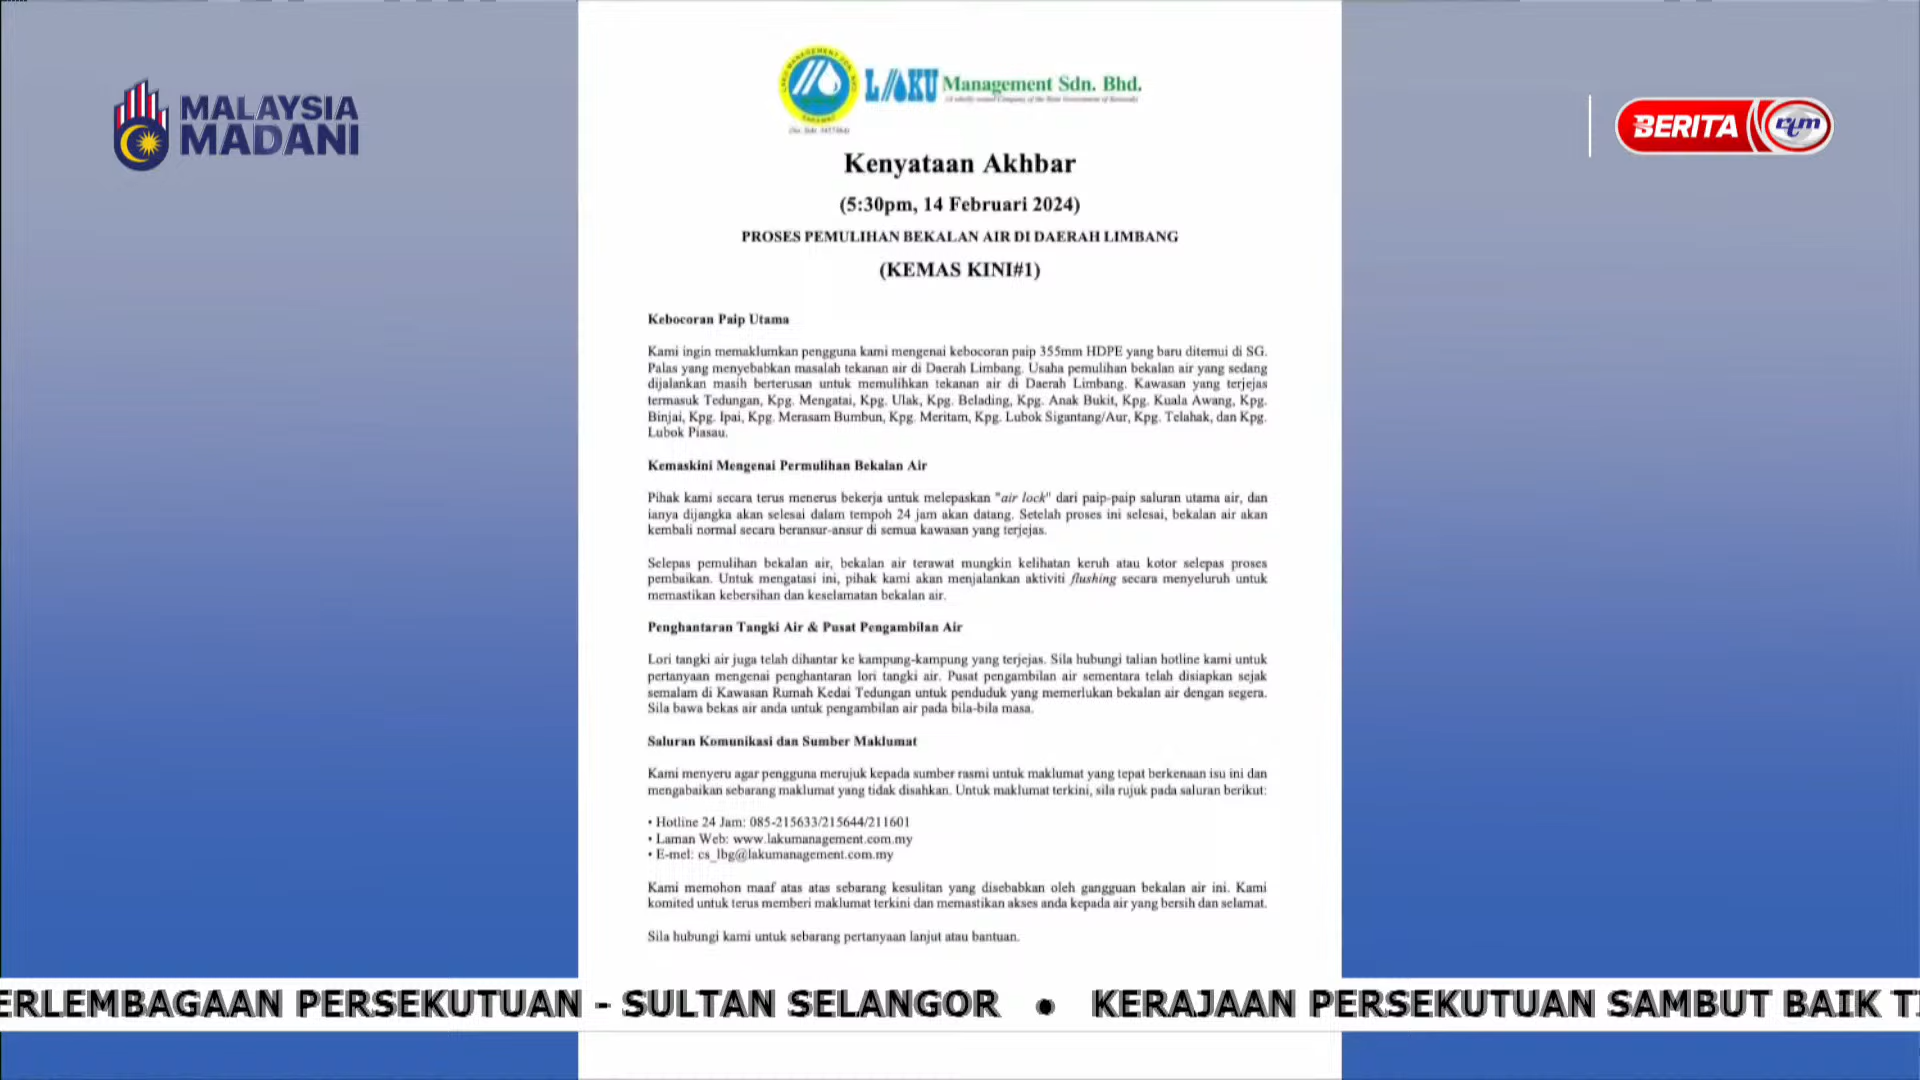 MALAYSIA
MADANI
BERITA rtm
LAKU Management Sdn. Bhd.
Kenyataan Akhbar
(5:30pm, 14 Februari 2024)
PROSES PEMULIHAN BEKALAN AIR DI DAERAH LIMBANG
(KEMAS KINI#1)
Kebocoran Paip Utama
Kami ingin memaklumkan pengguna kami mengenai kebocoran paip 355mm HDPE yang baru ditemui di SG.
Palas yang menyebabkan masalah tekanan air di Daerah Limbang. Usaha pemulihan bekalan air yang sedang
dijalankan masih berterusan untuk memulihkan tekanan air di Daerah Limbang. Kawasan yang terjejas
termasuk Tedungan, Kpg. Mengatai, Kpg. Ulak, Kpg. Belading, Kpg. Anak Bukit, Kpg. Kuala Awang, Kpg.
Binjai, Kpg. Ipai, Kpg. Merasam Bumbun, Kpg. Meritam, Kpg. Lubok Sigantang/Aur, Kpg. Telahak, dan Kpg.
Lubok Piasau.
Kemaskini Mengenai Permulihan Bekalan Air
Pihak kami secara terus menerus bekerja untuk melepaskan "air lock" dari paip-paip saluran utama air, dan
ianya dijangka akan selesai dalam tempoh 24 jam akan datang. Setelah proses ini selesai, bekalan air akan
kembali normal secara beransur-ansur di semua kawasan yang terjejas.
Selepas pemulihan bekalan air, bekalan air terawat mungkin kelihatan keruh atau kotor selepas proses
pembaikan. Untuk mengatasi ini, pihak kami akan menjalankan aktiviti flushing secara menyeluruh untuk
memastikan kebersihan dan keselamatan bekalan air.
Penghantaran Tangki Air & Pusat Pengambilan Air
Lori tangki air juga telah dihantar ke kampung-kampung yang terjejas. Sila hubungi talian hotline kami untuk
pertanyaan mengenai penghantaran lori tangki air. Pusat pengambilan air sementara telah disiapkan sejak
semalam di Kawasan Rumah Kedai Tedungan untuk penduduk yang memerlukan bekalan air dengan segera.
Sila bawa bekas air anda untuk pengambilan air pada bila-bila masa.
Saluran Komunikasi dan Sumber Maklumat
Kami menyeru agar pengguna merujuk kepada sumber rasmi untuk maklumat yang tepat berkenaan isu ini dan
mengabaikan sebarang maklumat yang tidak disahkan. Untuk maklumat terkini, sila rujuk pada saluran berikut:
• Hotline 24 Jam: 085-215633/215644/211601
• Laman Web: www.lakumanagement.com.my
• E-mel: cs_lbg@lakumanagement.com.my
Kami memohon maaf atas atas sebarang kesulitan yang disebabkan oleh gangguan bekalan air ini. Kami
komited untuk terus memberi maklumat terkini dan memastikan akses anda kepada air yang bersih dan selamat.
Sila hubungi kami untuk sebarang pertanyaan lanjut atau bantuan.
ERLEMBAGAAN PERSEKUTUAN - SULTAN SELANGOR • KERAJAAN PERSEKUTUAN SAMBUT BAIK